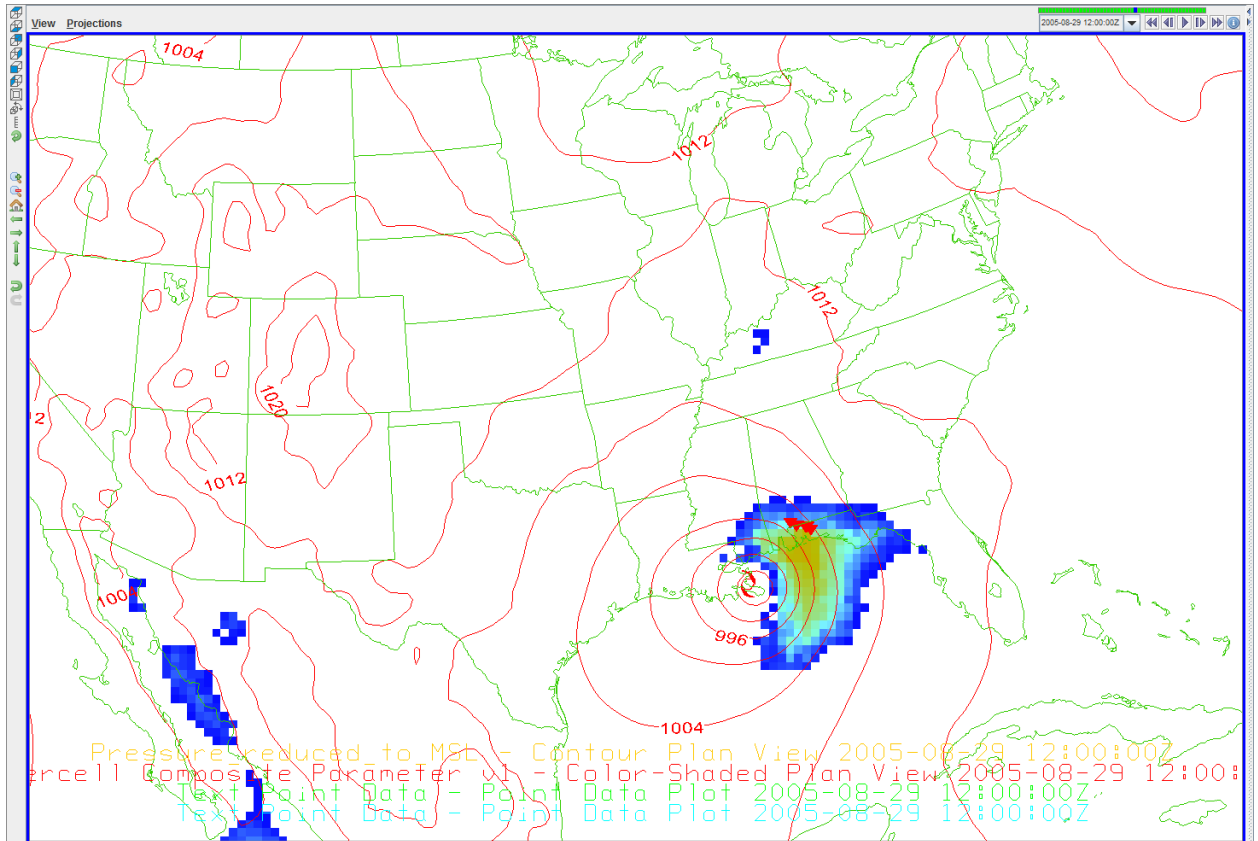 View Projections
2005-08-29 12:00:00Z
1004
1012
1012
1020
2
1012
1004
996
1004
Pressure_reduced_to_MSL - Contour Plan View 2005-08-29 12:00:00Z
ercell Composite Parameter v1 - Color-Shaded Plan View 2005-08-29 12:00:
Text Point Data - Point Data Plot 2005-08-29 12:00:00Z
Text Point Data - Point Data Plot 2005-08-29 12:00:00Z